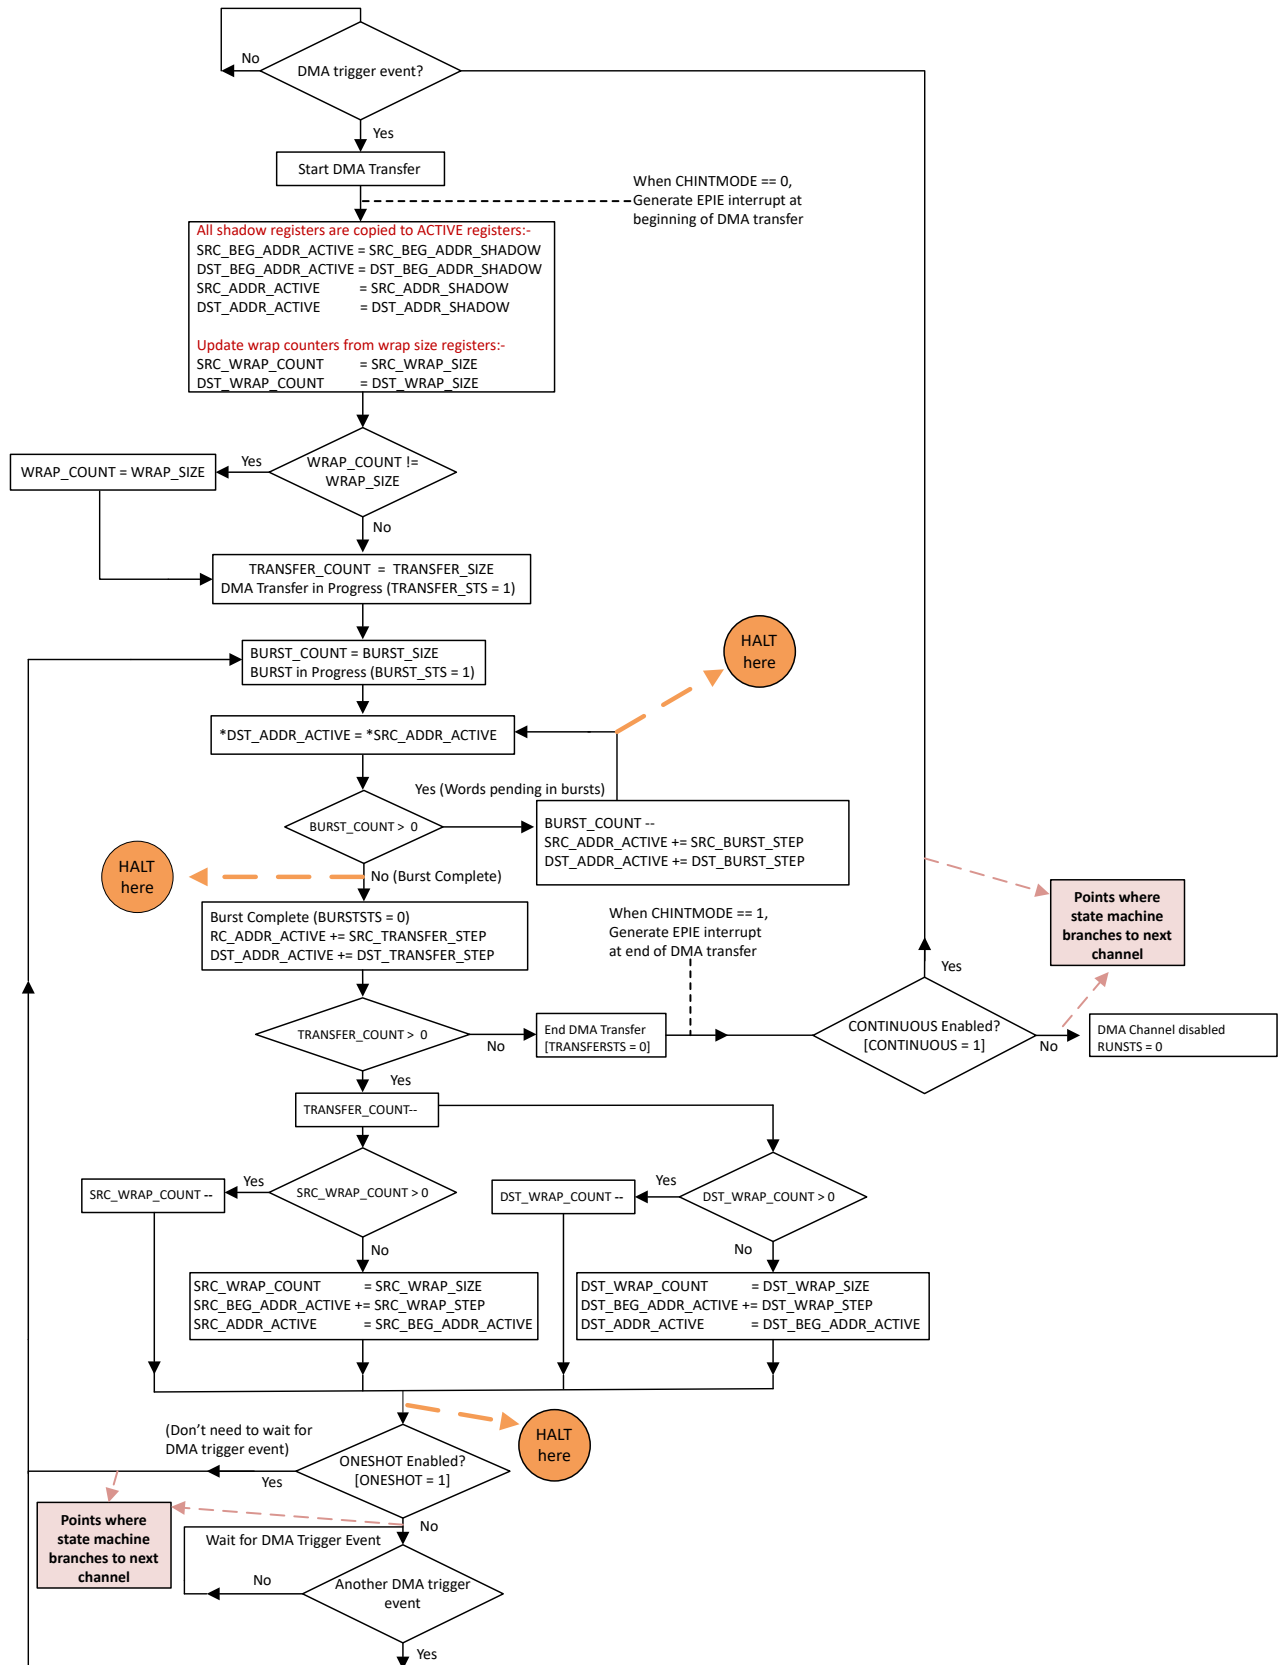 No
DMA trigger event?
Yes
Start DMA Transfer
When CHINTMODE == 0,
Generate EPIE interrupt at
beginning of DMA transfer
All shadow registers are copied to ACTIVE registers:-
SRC_BEG_ADDR_ACTIVE = SRC_BEG_ADDR_SHADOW
DST_BEG_ADDR_ACTIVE = DST_BEG_ADDR_SHADOW
SRC_ADDR_ACTIVE = SRC_ADDR_SHADOW
DST_ADDR_ACTIVE = DST_ADDR_SHADOW
Update wrap counters from wrap size registers:-
SRC_WRAP_COUNT = SRC_WRAP_SIZE
DST_WRAP_COUNT = DST_WRAP_SIZE
WRAP_COUNT = WRAP_SIZE
Yes
WRAP_COUNT !=
WRAP_SIZE
No
TRANSFER_COUNT = TRANSFER_SIZE
DMA Transfer in Progress (TRANSFER_STS = 1)
HALT
here
BURST_COUNT = BURST_SIZE
BURST in Progress (BURST_STS = 1)
*DST_ADDR_ACTIVE = *SRC_ADDR_ACTIVE
Yes (Words pending in bursts)
BURST_COUNT > 0
BURST_COUNT --
SRC_ADDR_ACTIVE += SRC_BURST_STEP
DST_ADDR_ACTIVE += DST_BURST_STEP
HALT
here
No (Burst Complete)
Burst Complete (BURSTSTS = 0)
RC_ADDR_ACTIVE += SRC_TRANSFER_STEP
DST_ADDR_ACTIVE += DST_TRANSFER_STEP
When CHINTMODE == 1,
Generate EPIE interrupt
at end of DMA transfer
Points where
state machine
branches to next
channel
Yes
TRANSFER_COUNT > 0
No
End DMA Transfer
[TRANSFERSTS = 0]
CONTINUOUS Enabled?
[CONTINUOUS = 1]
No
DMA Channel disabled
RUNSTS = 0
Yes
TRANSFER_COUNT--
SRC_WRAP_COUNT --
Yes
SRC_WRAP_COUNT > 0
DST_WRAP_COUNT --
Yes
DST_WRAP_COUNT > 0
No
No
SRC_WRAP_COUNT = SRC_WRAP_SIZE
SRC_BEG_ADDR_ACTIVE += SRC_WRAP_STEP
SRC_ADDR_ACTIVE = SRC_BEG_ADDR_ACTIVE
DST_WRAP_COUNT = DST_WRAP_SIZE
DST_BEG_ADDR_ACTIVE += DST_WRAP_STEP
DST_ADDR_ACTIVE = DST_BEG_ADDR_ACTIVE
(Don't need to wait for
DMA trigger event)
HALT
here
ONESHOT Enabled?
[ONESHOT = 1]
Yes
Points where
state machine
branches to next
channel
No
Wait for DMA Trigger Event
No
Another DMA trigger
event
Yes